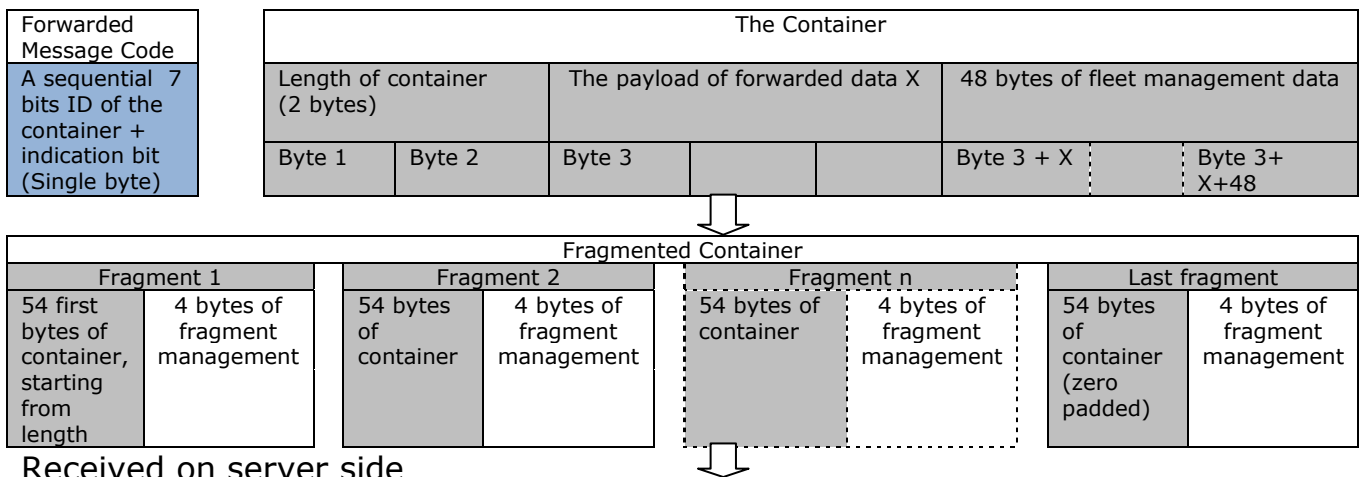 Forwarded
Message Code
A sequential 7
bits ID of the
container +
indication bit
(Single byte)
The Container
Length of container
(2 bytes)
The payload of forwarded data X
48 bytes of fleet management data
Byte 1
Byte 2
Byte 3
Byte 3 + X
Byte 3+
X+48
Fragmented Container
Fragment 1
Fragment 2
Fragment n
Last fragment
54 first
bytes of
container,
starting
from
length
4 bytes of
fragment
management
54 bytes
of
container
4 bytes of
fragment
management
54 bytes of
container
4 bytes of
fragment
management
54 bytes
of
container
(zero
padded)
4 bytes of
fragment
management
Received on server side